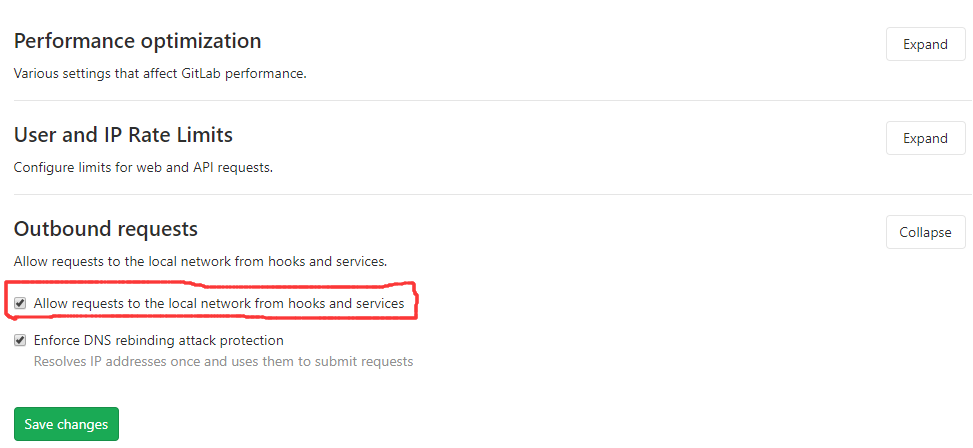 Performance optimization
Expand
Various settings that affect GitLab performance.
User and IP Rate Limits
Expand
Configure limits for web and API requests.
Outbound requests
Collapse
Allow requests to the local network from hooks and services.
Allow requests to the local network from hooks and services
Enforce DNS rebinding attack protection
Resolves IP addresses once and uses them to submit requests
Save changes